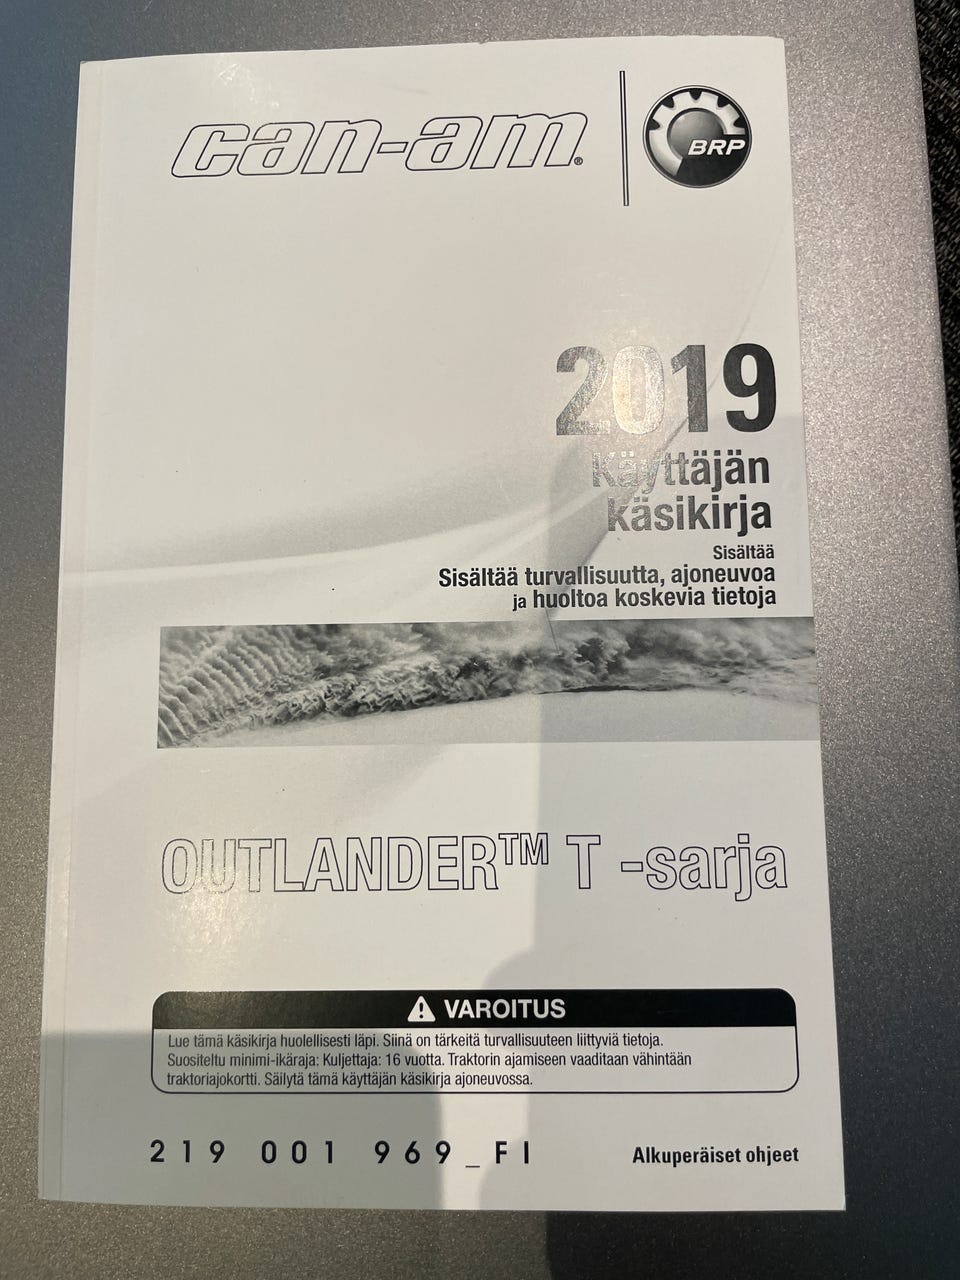 can-am®
BRP
2019
Käyttäjän
käsikirja
Sisältää
Sisältää turvallisuutta, ajoneuvoa
ja huoltoa koskevia tietoja
OUTLANDER™ T -sarja
VAROITUS
Lue tämä käsikirja huolellisesti läpi. Siinä on tärkeitä turvallisuuteen liittyviä tietoja.
Suositeltu minimi-ikäraja: Kuljettaja: 16 vuotta. Traktorin ajamiseen vaaditaan vähintään
traktoriajokortti. Säilytä tämä käyttäjän käsikirja ajoneuvossa.
219 001 969_FI
Alkuperäiset ohjeet